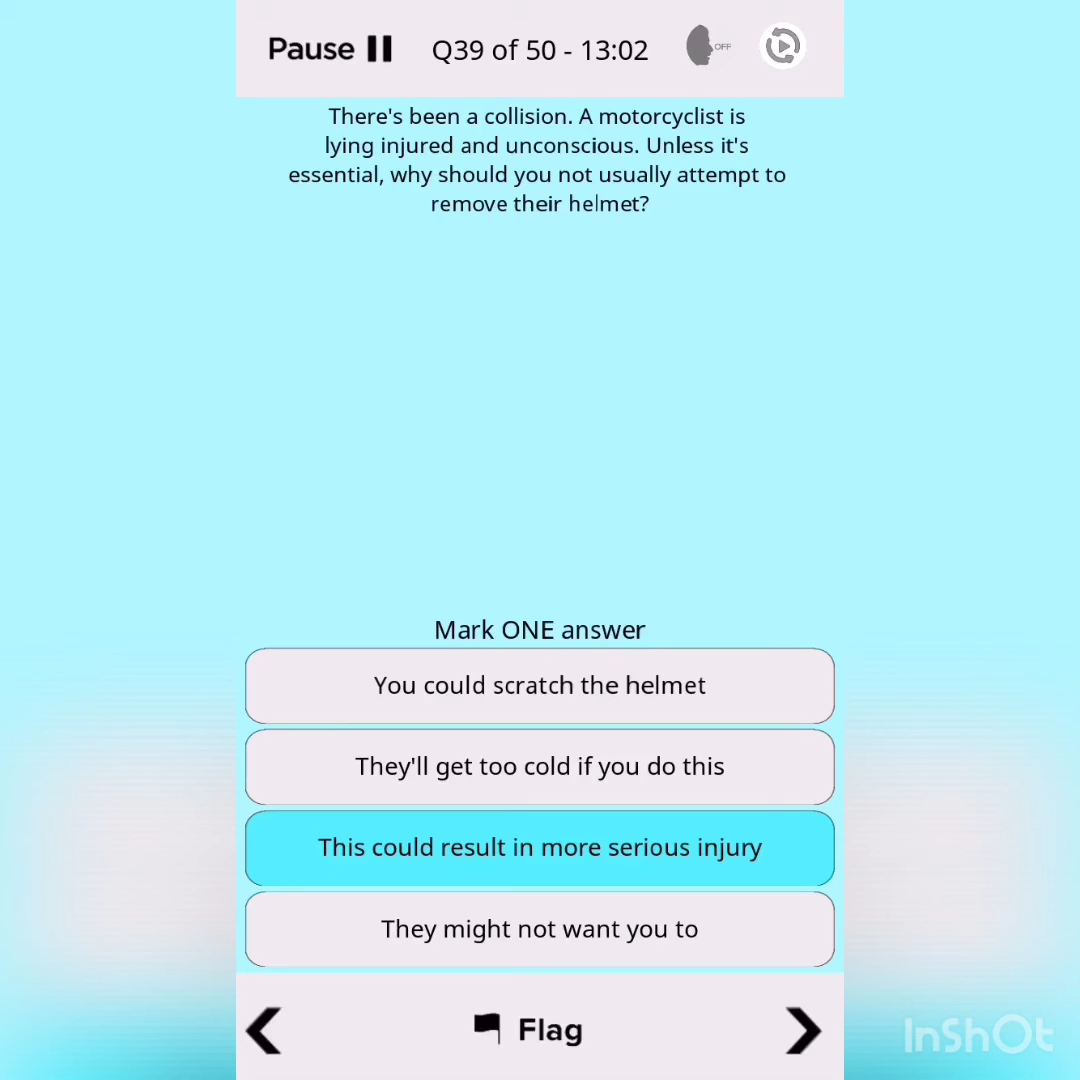 Pause Q39 of 50 - 13:02 OFF
There's been a collision. A motorcyclist is
lying injured and unconscious. Unless it's
essential, why should you not usually attempt to
remove their helmet?
Mark ONE answer
You could scratch the helmet
They'll get too cold if you do this
This could result in more serious injury
They might not want you to
Flag
InShOt